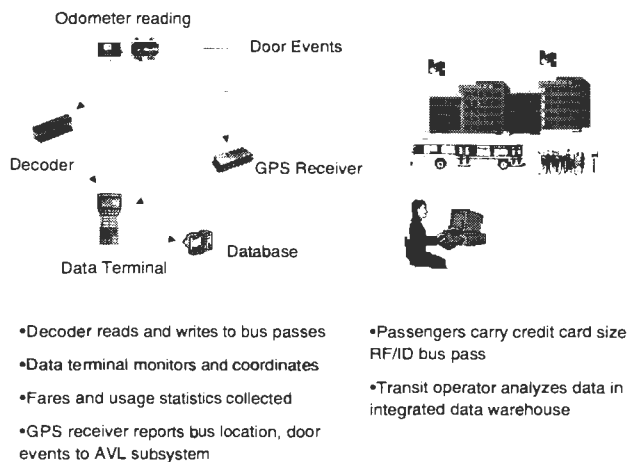 Odometer reading
Door Events
Decoder
GPS Receiver
Data Terminal
Database
•Decoder reads and writes to bus passes
•Data terminal monitors and coordinates
•Fares and usage statistics collected
•GPS receiver reports bus location, door
events to AVL subsystem
•Passengers carry credit card size
RF/ID bus pass
•Transit operator analyzes data in
integrated data warehouse